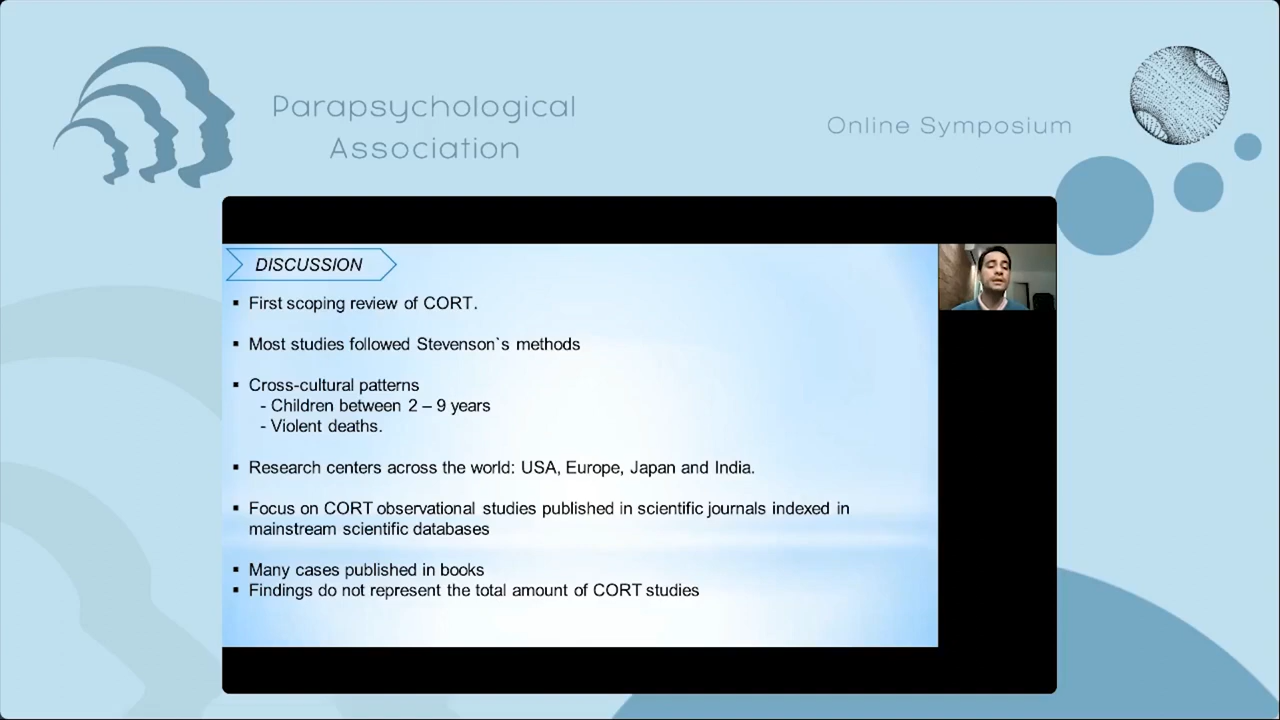 Parapsychological
Association
Online Symposium
DISCUSSION
▪ First scoping review of CORT.
▪ Most studies followed Stevenson`s methods
▪ Cross-cultural patterns
- Children between 2 – 9 years
- Violent deaths.
▪ Research centers across the world: USA, Europe, Japan and India.
▪ Focus on CORT observational studies published in scientific journals indexed in
mainstream scientific databases
▪ Many cases published in books
▪ Findings do not represent the total amount of CORT studies